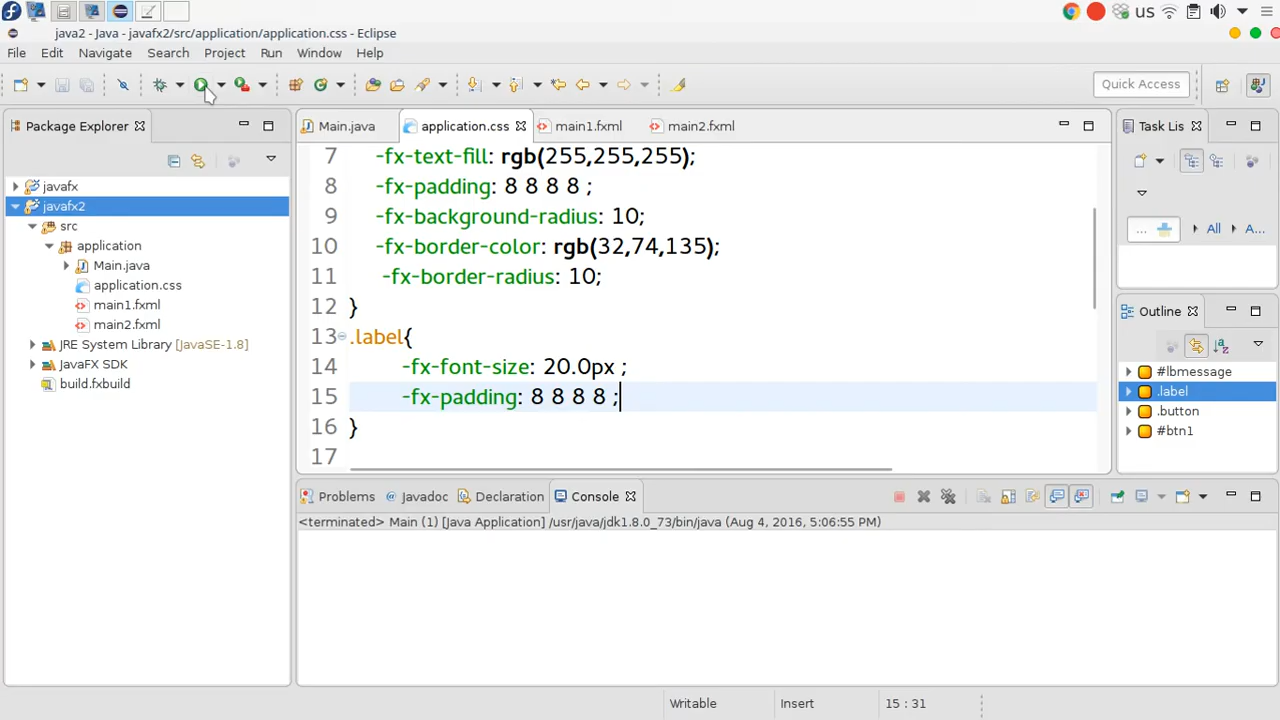 us
java2 - Java - javafx2/src/application/application.css - Eclipse
File Edit Navigate Search Project Run Window Help
Quick Access
Package Explorer
javafx
javafx2
src
application
Main.java
application.css
main1.fxml
main2.fxml
JRE System Library [JavaSE-1.8]
JavaFX SDK
build.fxbuild
Main.java application.css main1.fxml main2.fxml
7 -fx-text-fill: rgb(255,255,255);
8 -fx-padding: 8 8 8 8 ;
9 -fx-background-radius: 10;
10 -fx-border-color: rgb(32,74,135);
11 -fx-border-radius: 10;
12 }
13 .label{
14 -fx-font-size: 20.0px ;
15 -fx-padding: 8 8 8 8 ;
16 }
17
Task Lis
... All A...
Outline
#lbmessage
.label
.button
#btn1
Problems Javadoc Declaration Console
<terminated> Main (1) [Java Application] /usr/java/jdk1.8.0_73/bin/java (Aug 4, 2016, 5:06:55 PM)
Writable Insert 15 : 31